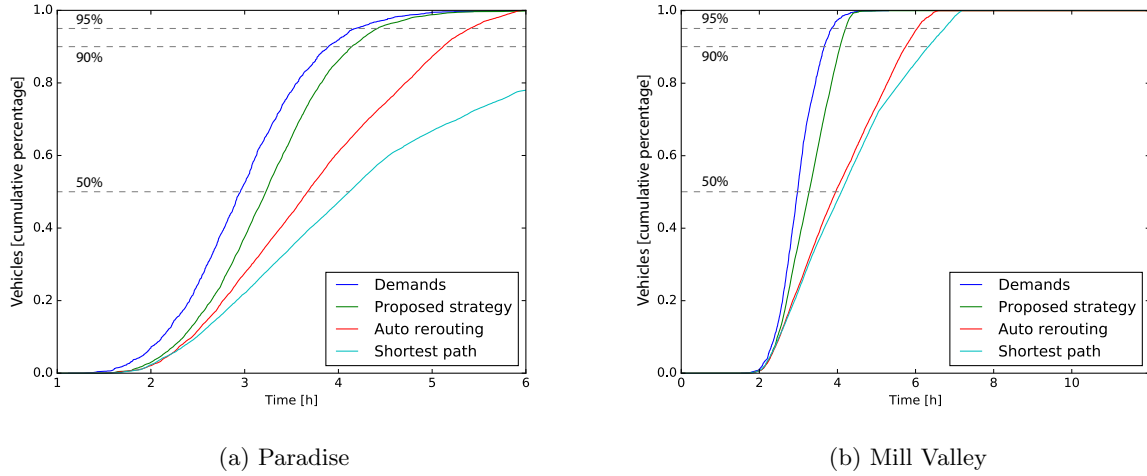 Vehicles [cumulative percentage]
1.0
0.8
0.6
0.4
0.2
0.0
95%
90%
50%
Demands
Proposed strategy
Auto rerouting
Shortest path
1 2 3 4 5 6
Time [h]
(a) Paradise
Vehicles [cumulative percentage]
1.0
0.8
0.6
0.4
0.2
0.0
95%
90%
50%
Demands
Proposed strategy
Auto rerouting
Shortest path
0 2 4 6 8 10
Time [h]
(b) Mill Valley